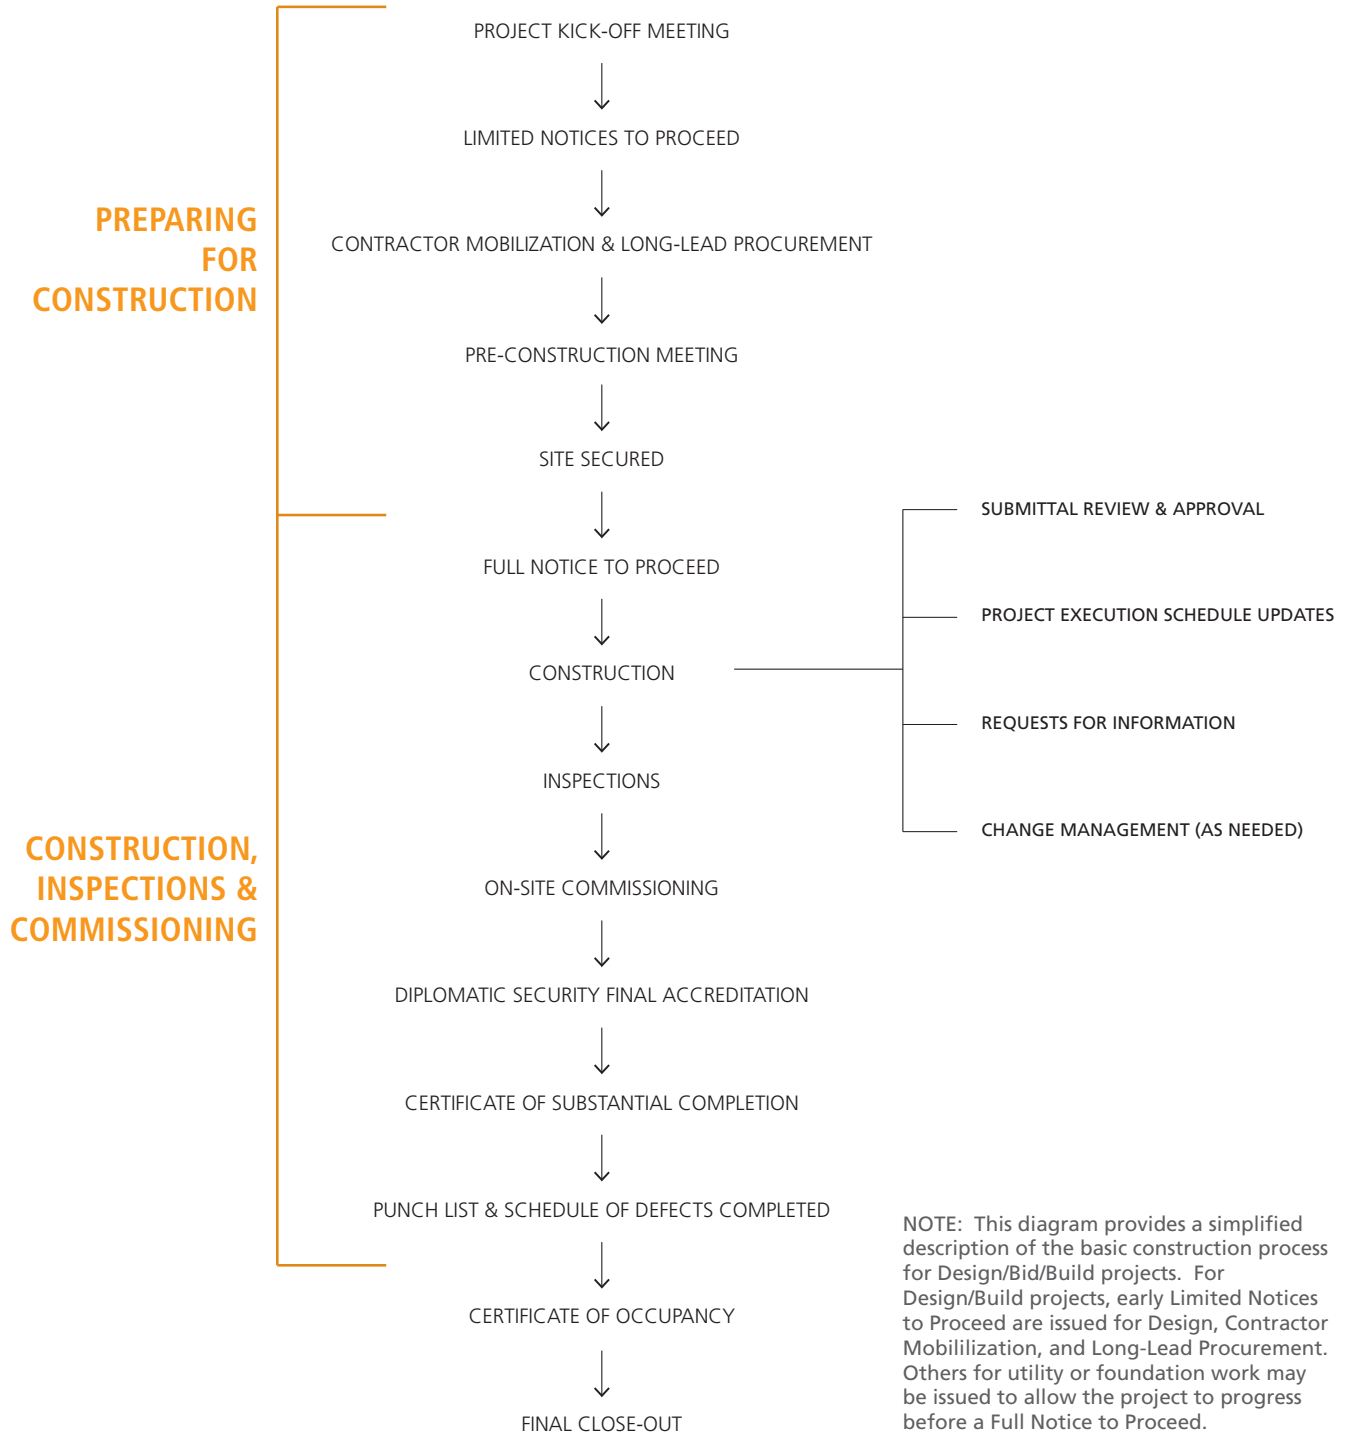 PROJECT KICK-OFF MEETING
LIMITED NOTICES TO PROCEED
PREPARING
FOR
CONSTRUCTION
CONTRACTOR MOBILIZATION & LONG-LEAD PROCUREMENT
PRE-CONSTRUCTION MEETING
SITE SECURED
FULL NOTICE TO PROCEED
CONSTRUCTION
SUBMITTAL REVIEW & APPROVAL
PROJECT EXECUTION SCHEDULE UPDATES
REQUESTS FOR INFORMATION
CHANGE MANAGEMENT (AS NEEDED)
INSPECTIONS
CONSTRUCTION,
INSPECTIONS &
COMMISSIONING
ON-SITE COMMISSIONING
DIPLOMATIC SECURITY FINAL ACCREDITATION
CERTIFICATE OF SUBSTANTIAL COMPLETION
PUNCH LIST & SCHEDULE OF DEFECTS COMPLETED
CERTIFICATE OF OCCUPANCY
FINAL CLOSE-OUT
NOTE:  This diagram provides a simplified
description of the basic construction process
for Design/Bid/Build projects.  For
Design/Build projects, early Limited Notices
to Proceed are issued for Design, Contractor
Mobililization, and Long-Lead Procurement.
Others for utility or foundation work may
be issued to allow the project to progress
before a Full Notice to Proceed.